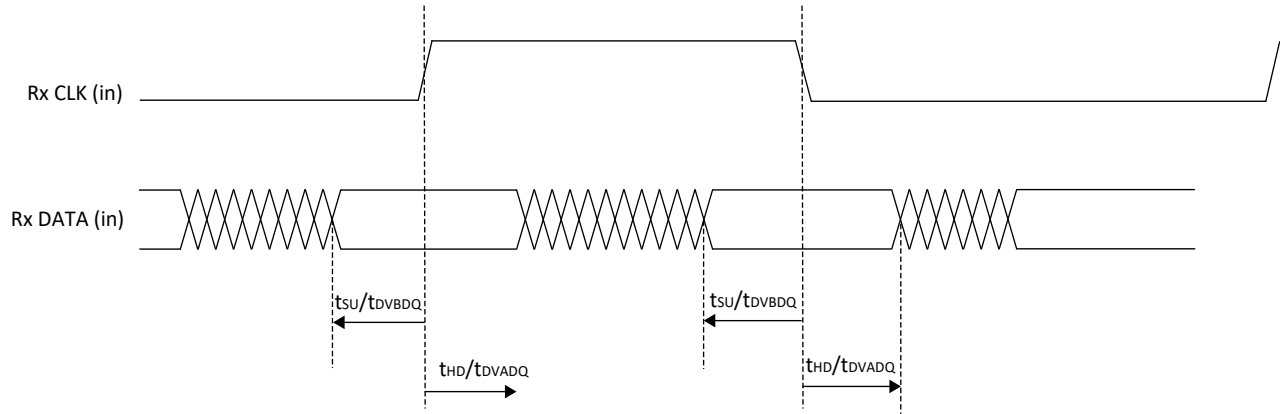 Rx CLK (in)
Rx DATA (in)
tSU/tDVBDQ
tSU/tDVBDQ
tHD/tDVADQ
tHD/tDVADQ